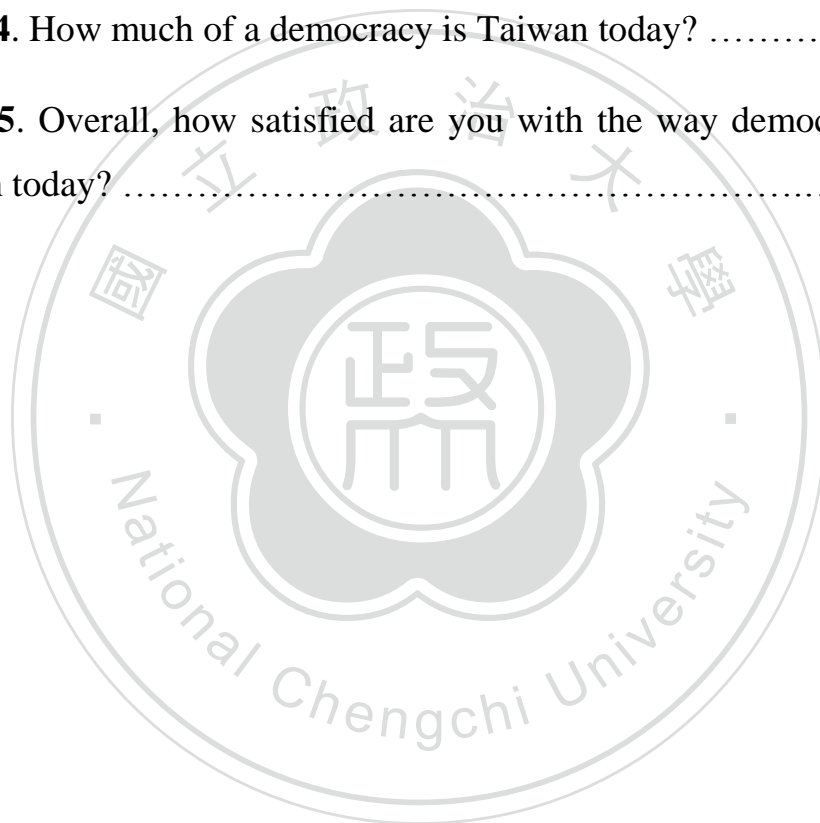 4. How much of a democracy is Taiwan today? ………
5. Overall, how satisfied are you with the way democ
today? ………………………………………………………
國立政治大學
政大
National Chengchi University